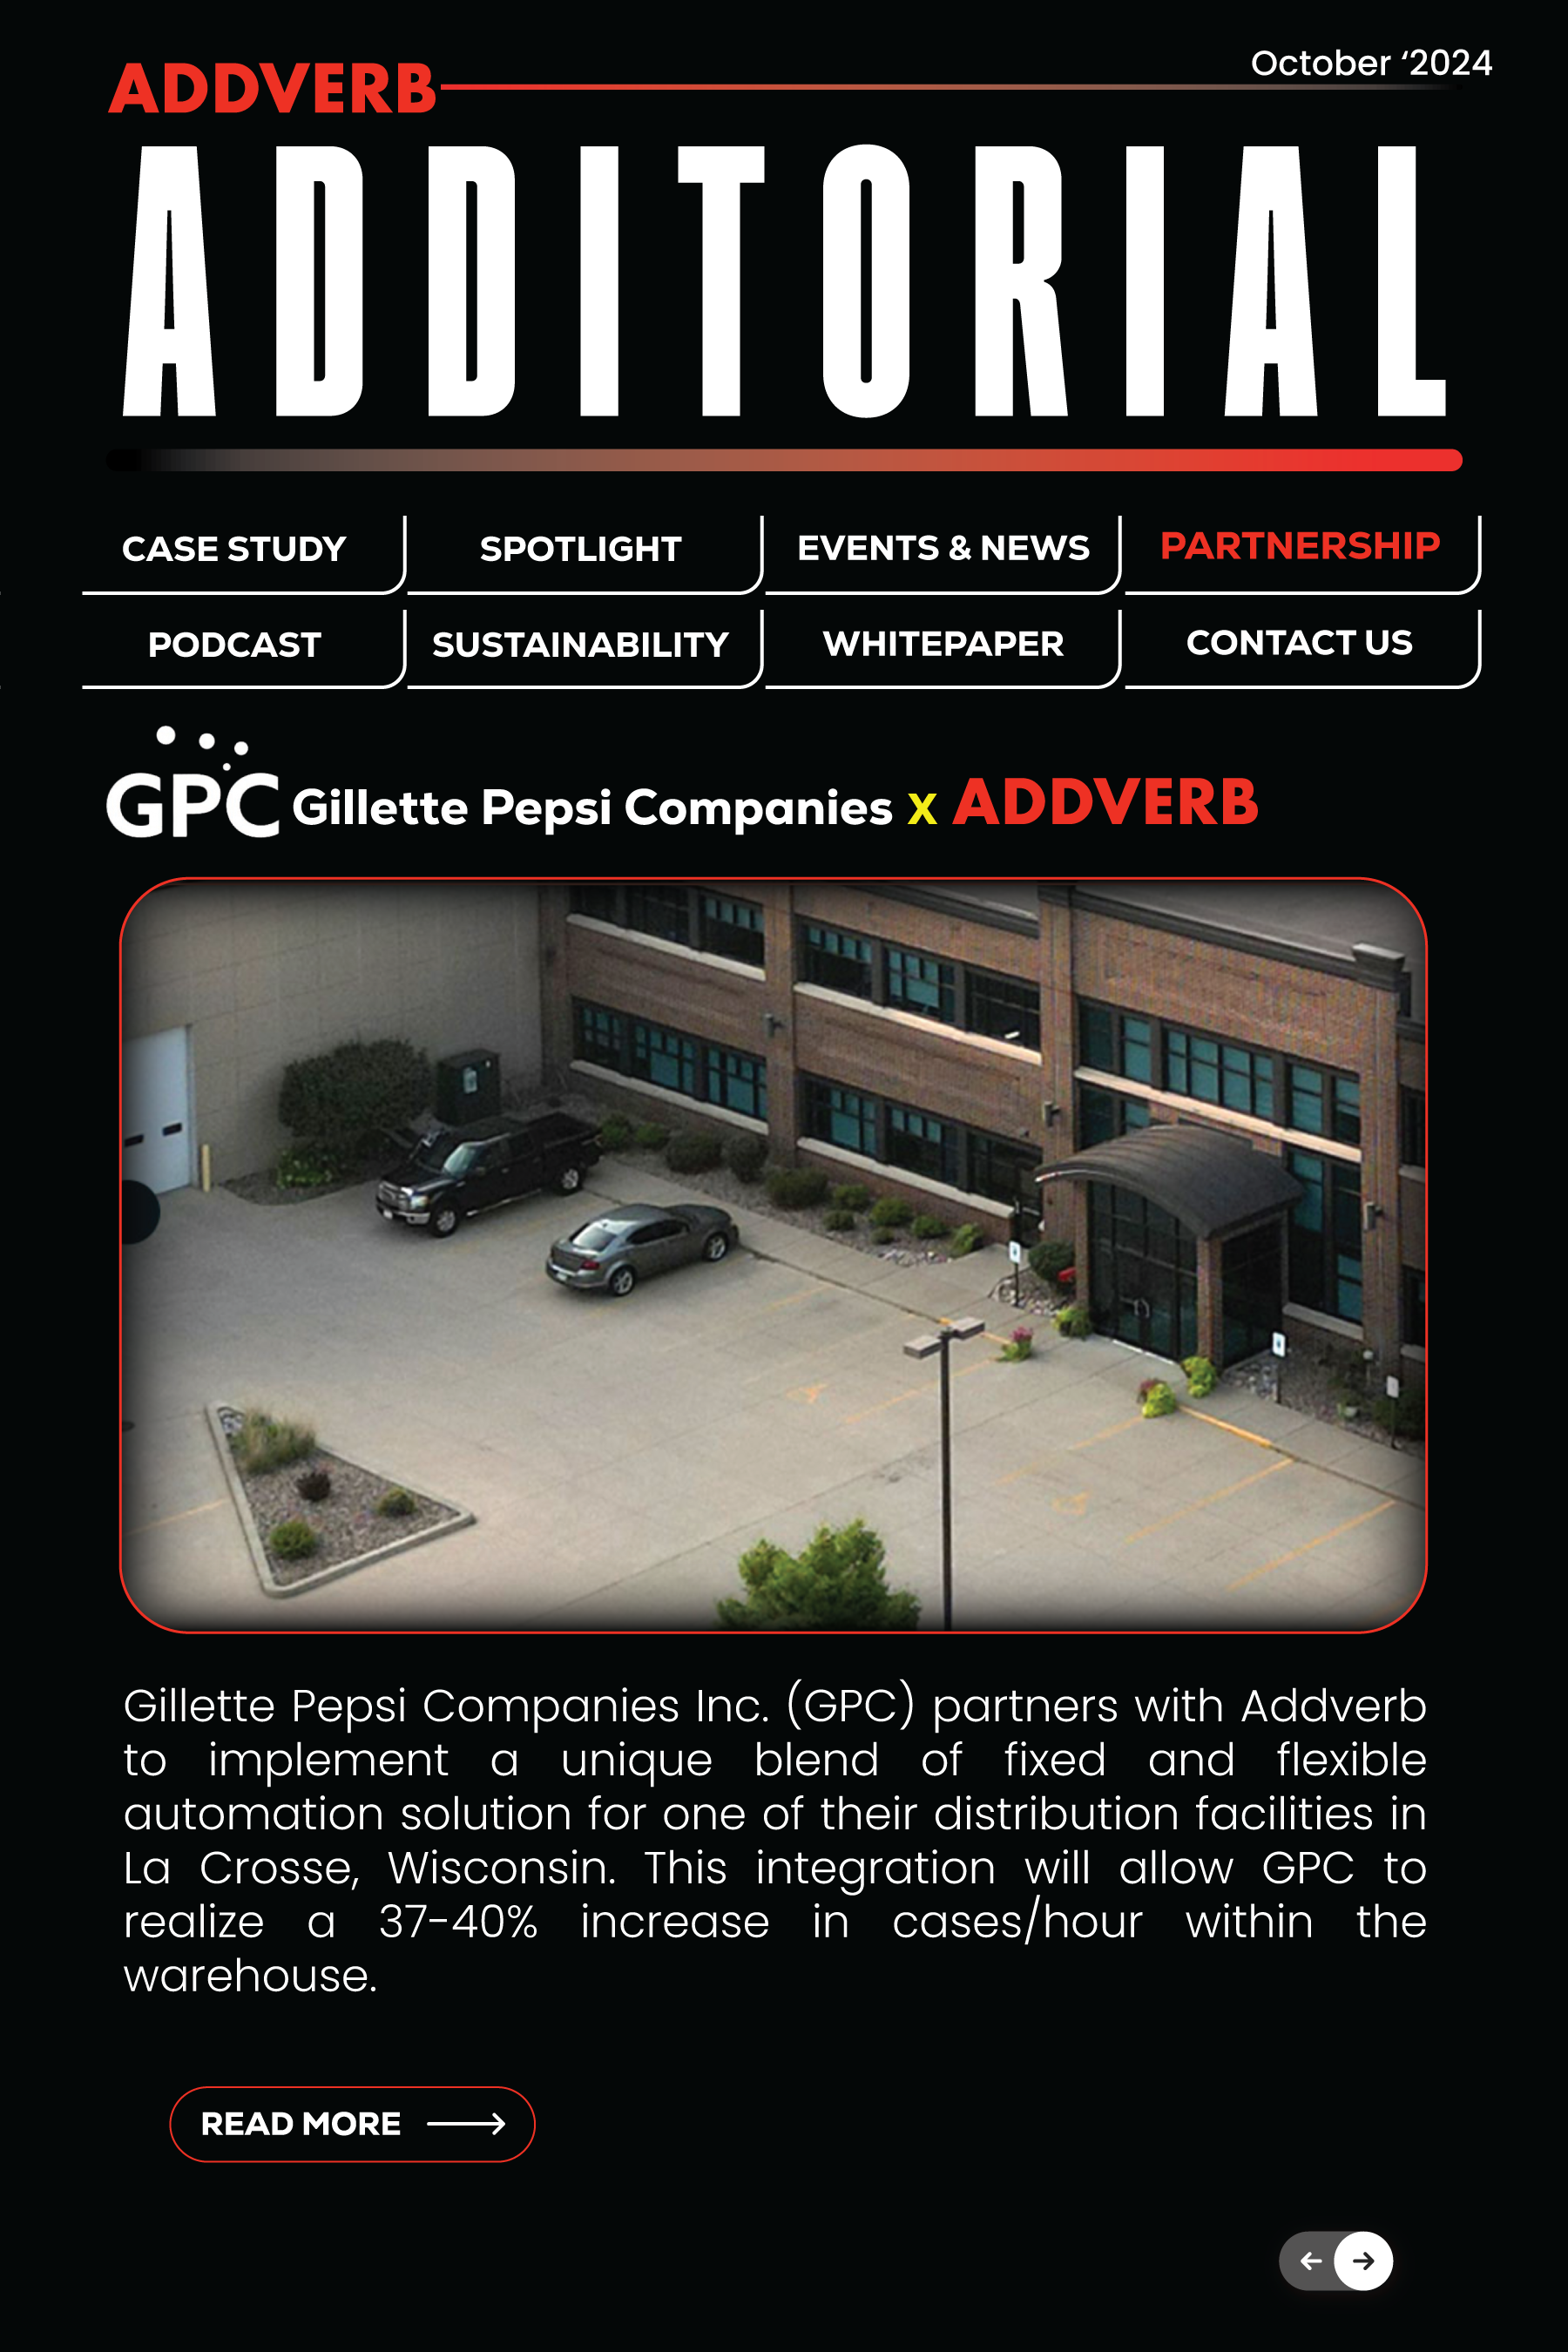 October ‘2024
ADDVERB
ADDITORIAL
CASE STUDY
SPOTLIGHT
EVENTS & NEWS
PARTNERSHIP
PODCAST
SUSTAINABILITY
WHITEPAPER
CONTACT US
GPC Gillette Pepsi Companies x ADDVERB
Gillette Pepsi Companies Inc. (GPC) partners with Addverb
to implement a unique blend of fixed and flexible
automation solution for one of their distribution facilities in
La Crosse, Wisconsin. This integration will allow GPC to
realize a 37-40% increase in cases/hour within the
warehouse.
READ MORE